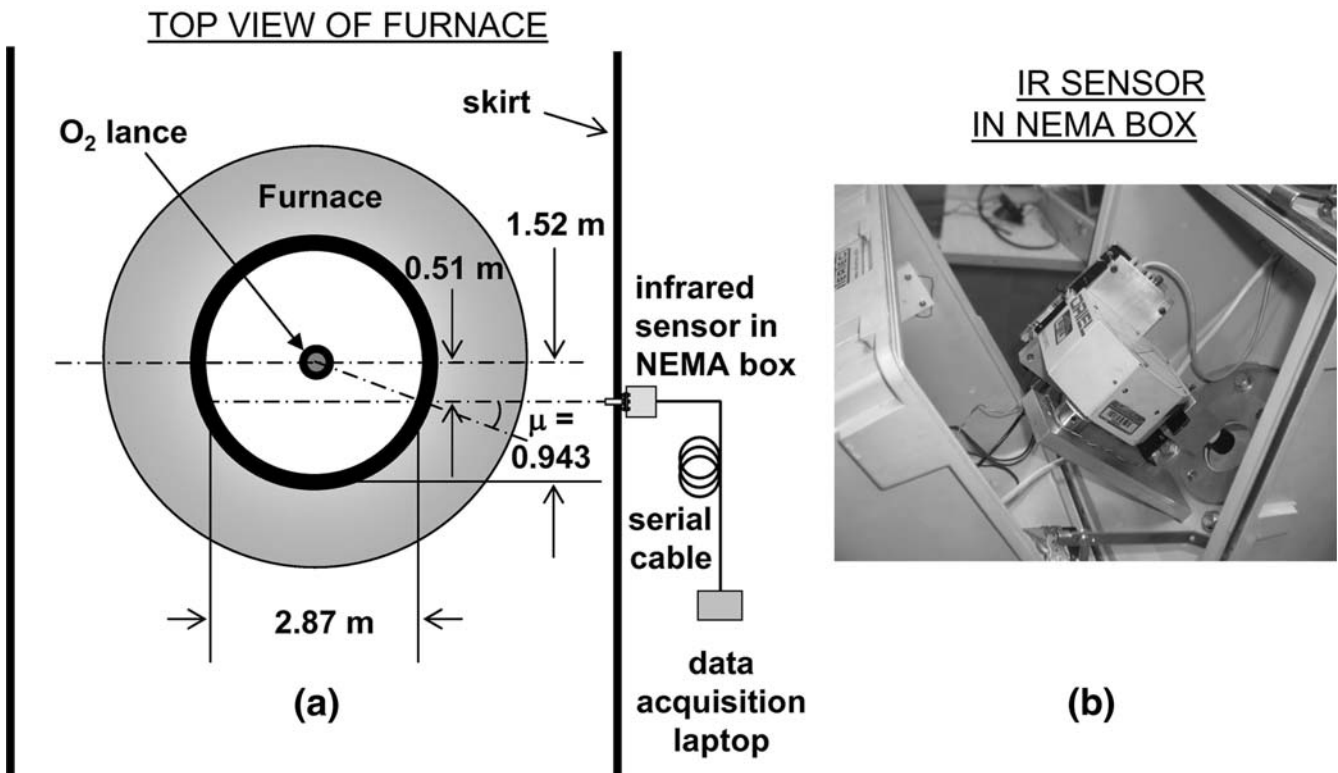 TOP VIEW OF FURNACE
skirt
O₂ lance
Furnace
1.52 m
0.51 m
infrared
sensor in
NEMA box
μ =
0.943
serial
cable
2.87 m
data
acquisition
laptop
(a)
IR SENSOR
IN NEMA BOX
(b)